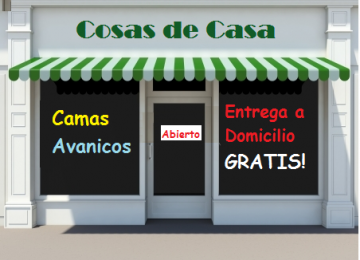 Cosas de Casa
Camas
Avanicos
Abierto
Entrega a
Domicilio
GRATIS!